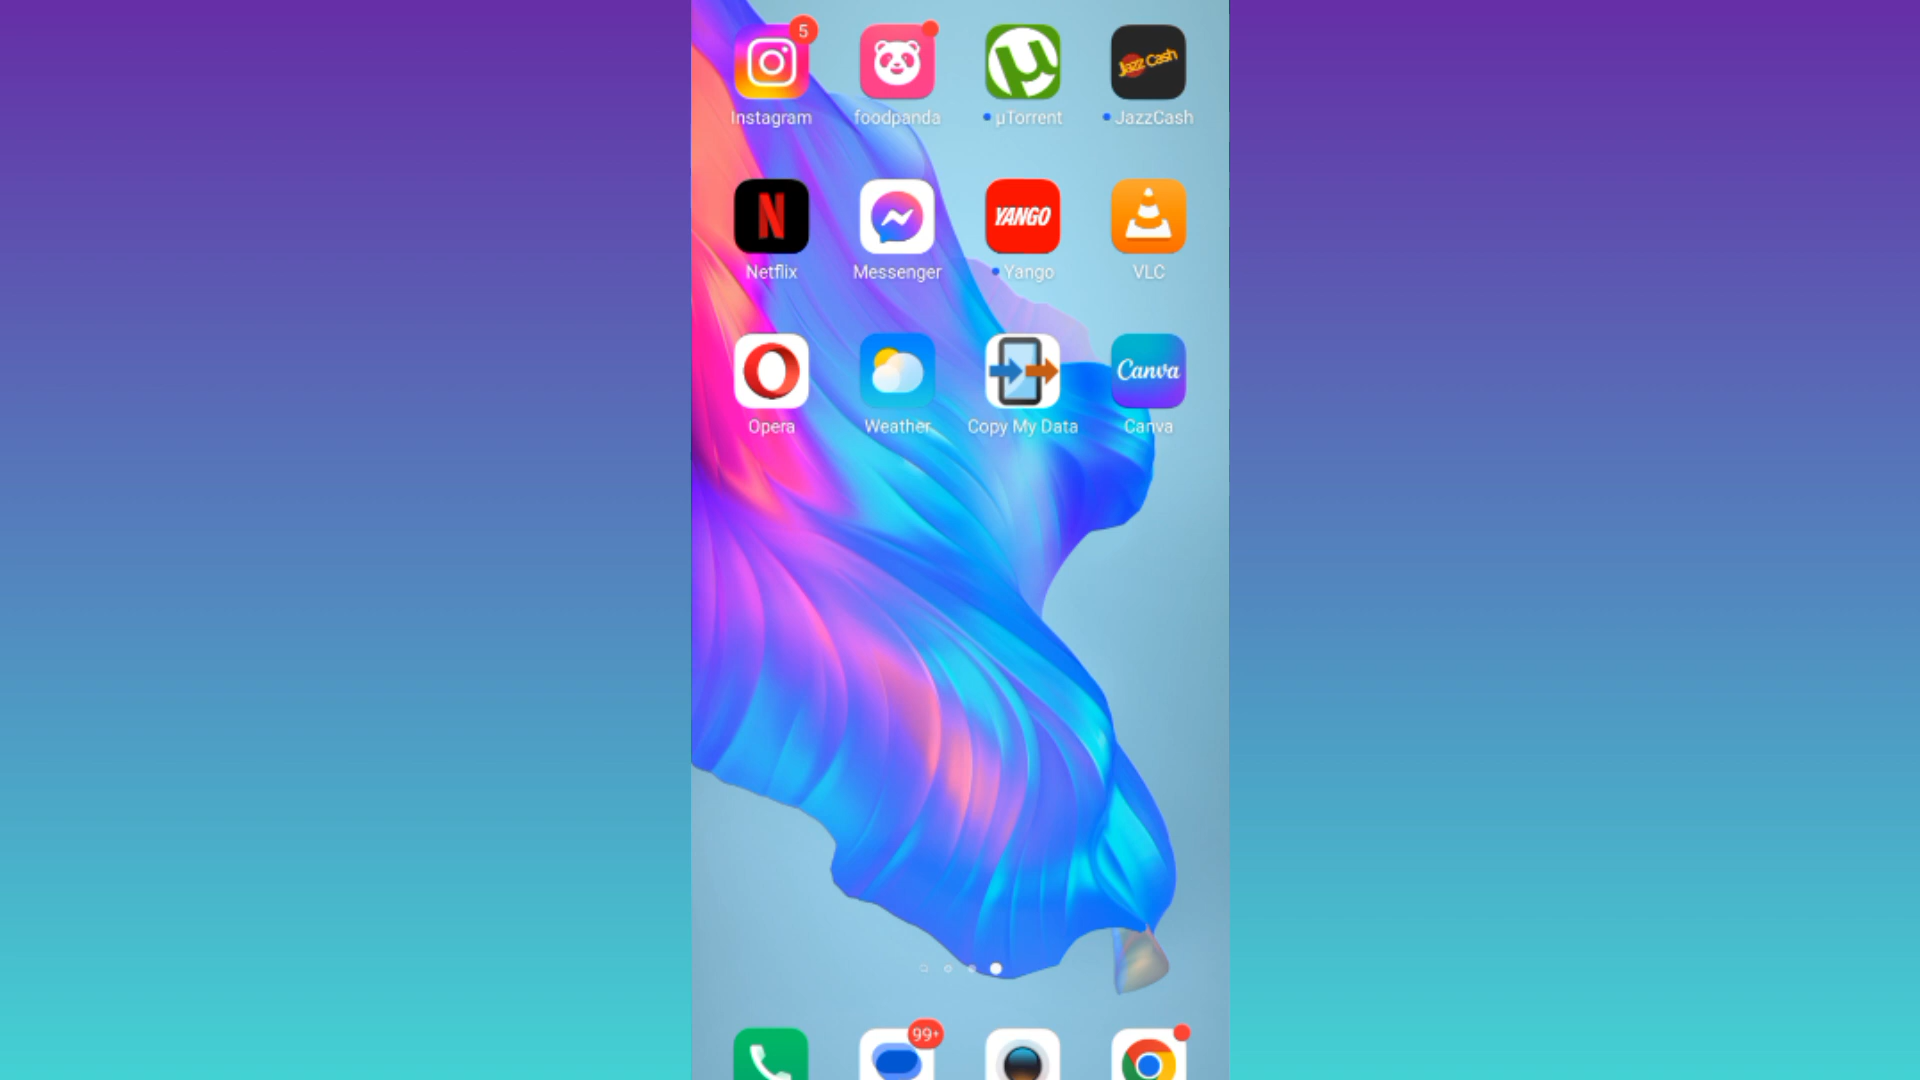 5
Jazz Cash
Instagram
foodpanda
µTorrent
JazzCash
N
YANGO
Netflix
Messenger
Yango
VLC
Canva
Opera
Weather
Copy My Data
Canva
99+